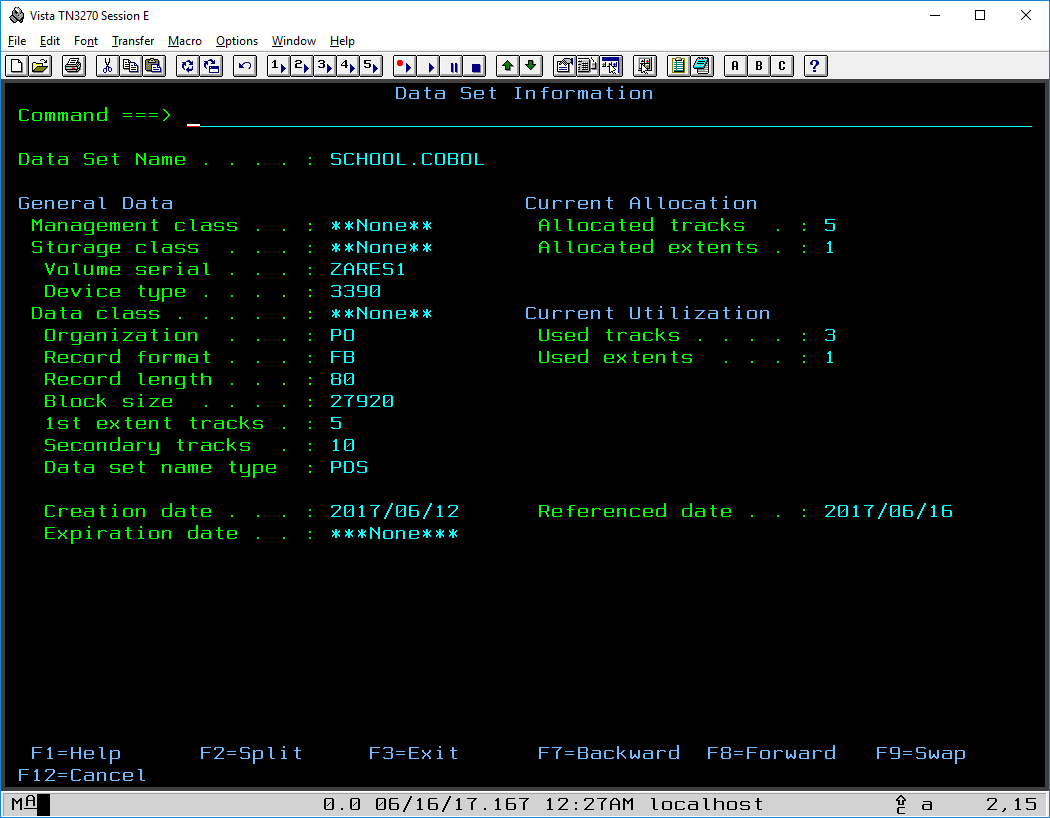 Vista TN3270 Session E
File Edit Font Transfer Macro Options Window Help
1 2 3 4 5 A B C ?
Data Set Information
Command ===>
Data Set Name . . . . : SCHOOL.COBOL
General Data Current Allocation
Management class . . : **None** Allocated tracks . : 5
Storage class . . . : **None** Allocated extents . : 1
Volume serial . . . : ZARES1
Device type . . . . : 3390
Data class . . . . . : **None** Current Utilization
Organization . . . : PO Used tracks . . . . : 3
Record format . . . : FB Used extents . . . : 1
Record length . . . : 80
Block size . . . . : 27920
1st extent tracks . : 5
Secondary tracks . : 10
Data set name type : PDS
Creation date . . . : 2017/06/12 Referenced date . . : 2017/06/16
Expiration date . . : ***None***
F1=Help F2=Split F3=Exit F7=Backward F8=Forward F9=Swap
F12=Cancel
MA 0.0 06/16/17.167 12:27AM localhost a 2,15